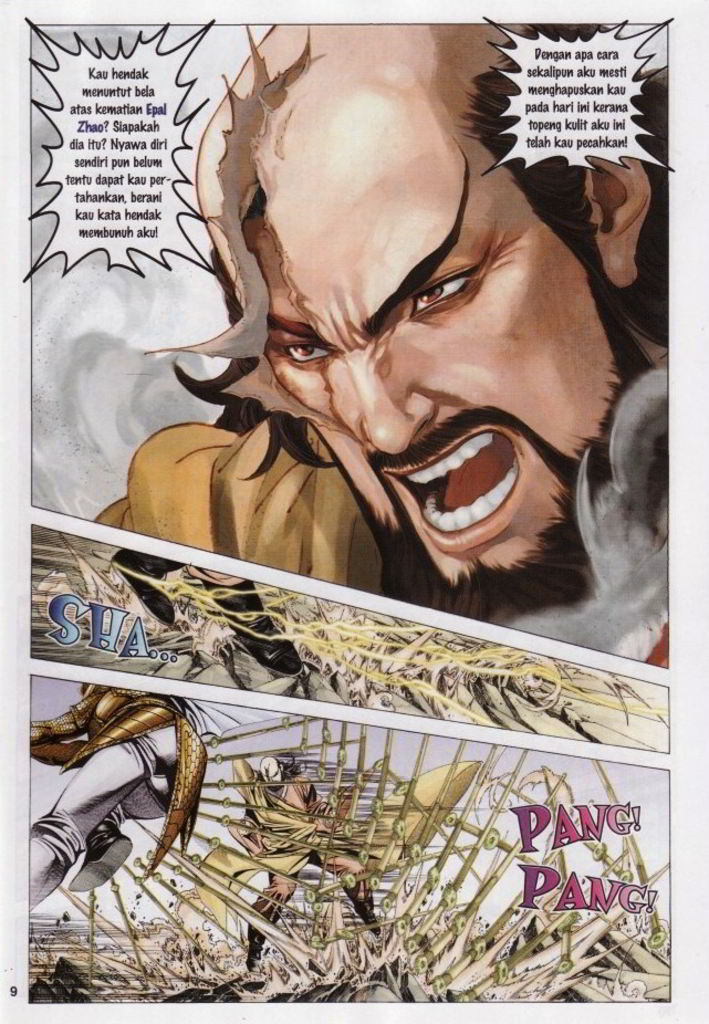 Kau hendak
menuntut bela
atas kematian Epal
Zhao? Siapakah
dia itu? Nyawa diri
sendiri pun belum
tentu dapat kau per-
tahankan, berani
kau kata hendak
membunuh aku!
Dengan apa cara
sekalipun aku mesti
menghapuskan kau
pada hari ini kerana
topeng kulit aku ini
telah kau pecahkan!
SHA...
PANG!
PANG!
9